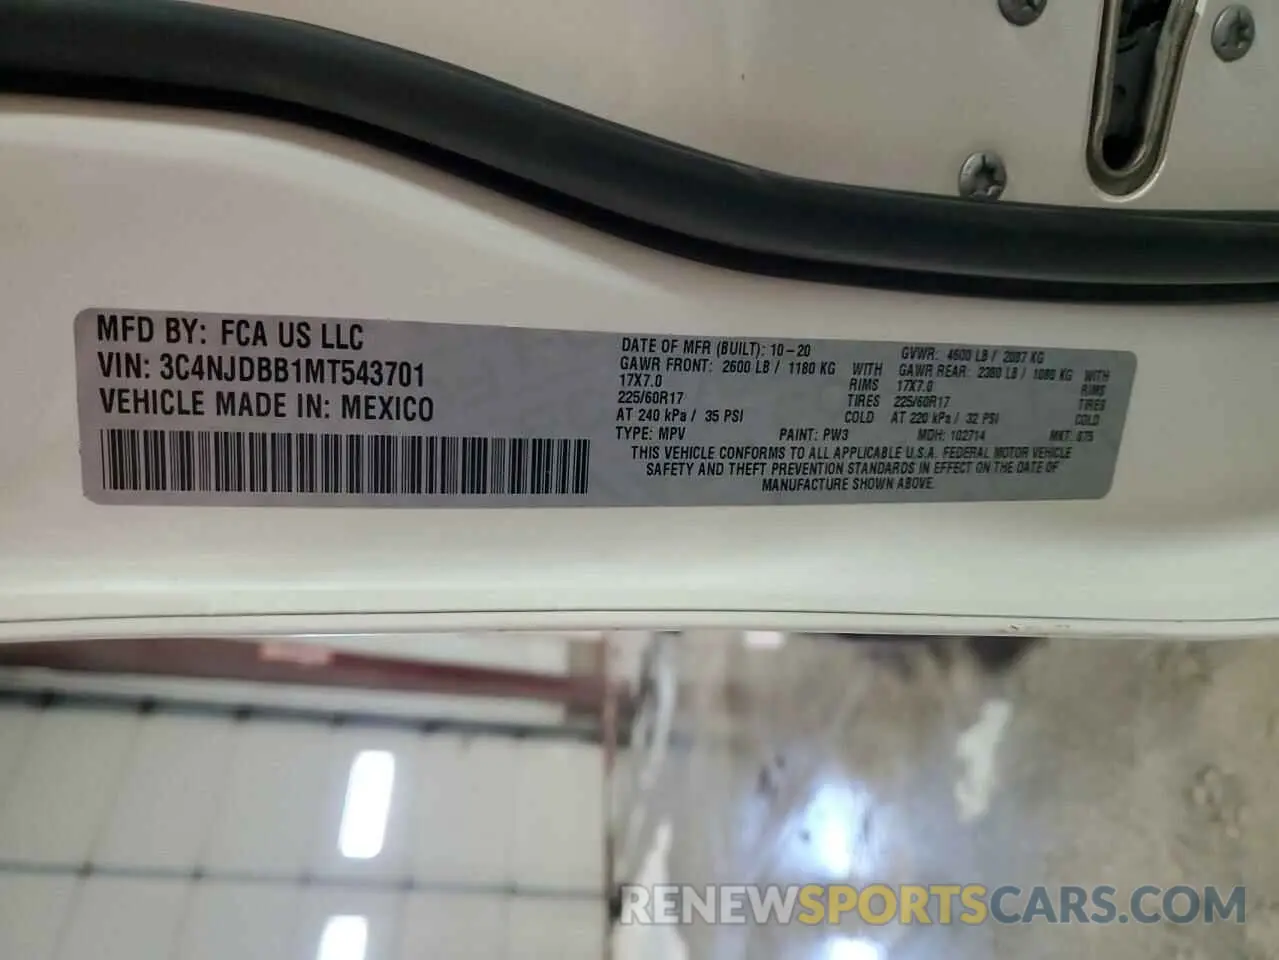 MFD BY: FCA US LLC
VIN: 3C4NJDBB1MT543701
VEHICLE MADE IN: MEXICO
DATE OF MFR (BUILT): 10-20 GVWR: 4600 LB / 2087 KG
GAWR FRONT: 2600 LB / 1180 KG WITH GAWR REAR: 2380 LB / 1080 KG WITH
17X7.0 RIMS 17X7.0 RIMS
225/60R17 TIRES 225/60R17 TIRES
AT 240 kPa / 35 PSI COLD AT 220 kPa / 32 PSI COLD
TYPE: MPV PAINT: PW3 MDH: 102714 MKT: 875
THIS VEHICLE CONFORMS TO ALL APPLICABLE U.S.A. FEDERAL MOTOR VEHICLE
SAFETY AND THEFT PREVENTION STANDARDS IN EFFECT ON THE DATE OF
MANUFACTURE SHOWN ABOVE.
RENEWSPORTSCARS.COM